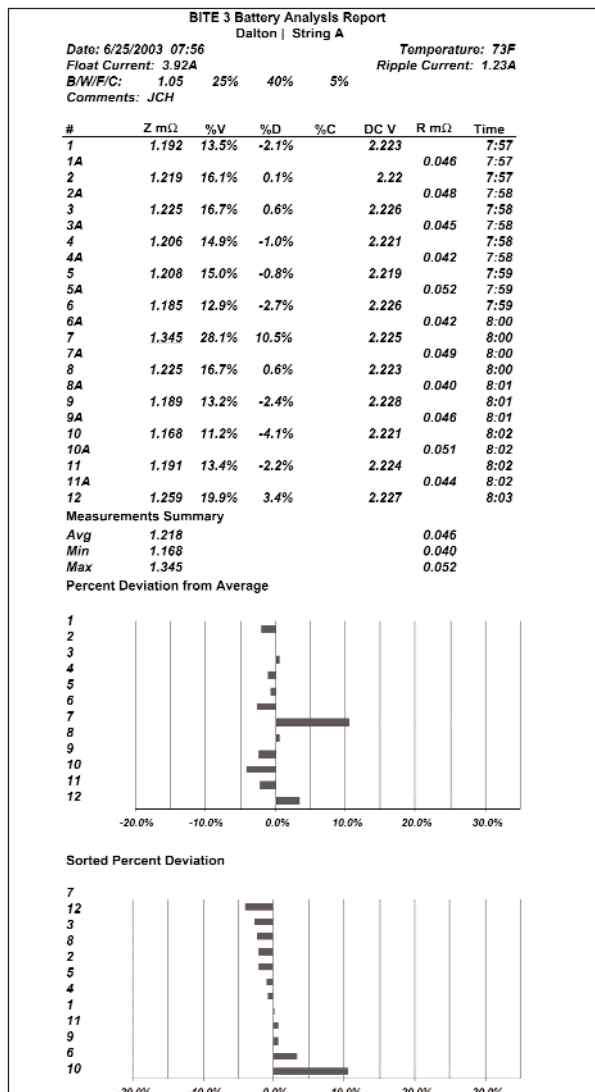 BITE 3 Battery Analysis Report
Dalton | String A
Date: 6/25/2003 07:56 Temperature: 73F
Float Current: 3.92A Ripple Current: 1.23A
B/W/F/C: 1.05 25% 40% 5%
Comments: JCH
# Z mΩ %V %D %C DC V R mΩ Time
1 1.192 13.5% -2.1% 2.223 7:57
1A 0.046 7:57
2 1.219 16.1% 0.1% 2.22 7:57
2A 0.048 7:58
3 1.225 16.7% 0.6% 2.226 7:58
3A 0.045 7:58
4 1.206 14.9% -1.0% 2.221 7:58
4A 0.042 7:58
5 1.208 15.0% -0.8% 2.219 7:59
5A 0.052 7:59
6 1.185 12.9% -2.7% 2.226 7:59
6A 0.042 8:00
7 1.345 28.1% 10.5% 2.225 8:00
7A 0.049 8:00
8 1.225 16.7% 0.6% 2.223 8:00
8A 0.040 8:01
9 1.189 13.2% -2.4% 2.228 8:01
9A 0.046 8:01
10 1.168 11.2% -4.1% 2.221 8:02
10A 0.051 8:02
11 1.191 13.4% -2.2% 2.224 8:02
11A 0.044 8:02
12 1.259 19.9% 3.4% 2.227 8:03
Measurements Summary
Avg 1.218 0.046
Min 1.168 0.040
Max 1.345 0.052
Percent Deviation from Average
1
2
3
4
5
6
7
8
9
10
11
12
-20.0% -10.0% 0.0% 10.0% 20.0% 30.0%
Sorted Percent Deviation
7
12
3
8
2
5
4
1
11
9
6
10
-20.0% -10.0% 0.0% 10.0% 20.0% 30.0%